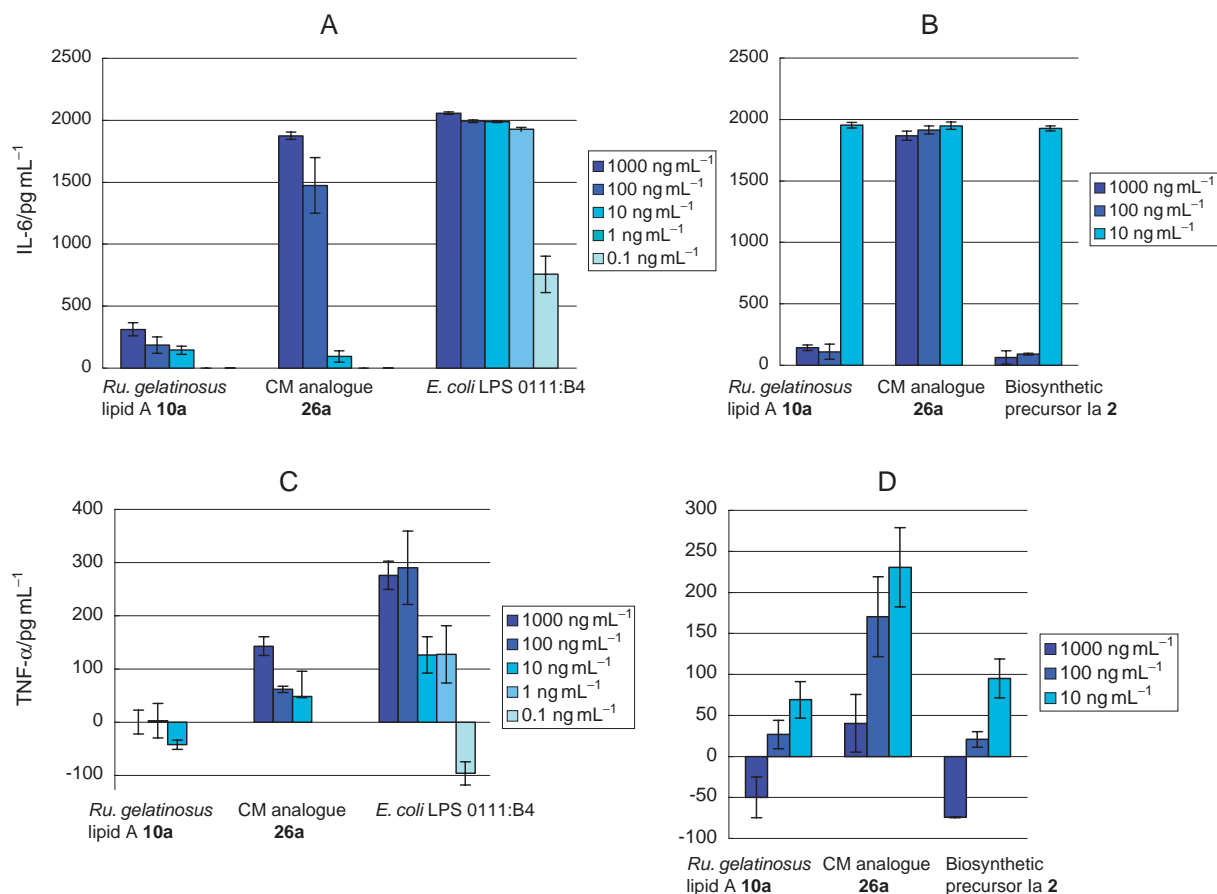 A
IL-6/pg mL⁻¹
2500
2000
1500
1000
500
0
Ru. gelatinosus
lipid A 10a
CM analogue
26a
E. coli LPS 0111:B4
1000 ng mL⁻¹
100 ng mL⁻¹
10 ng mL⁻¹
1 ng mL⁻¹
0.1 ng mL⁻¹
B
2500
2000
1500
1000
500
0
Ru. gelatinosus
lipid A 10a
CM analogue
26a
Biosynthetic
precursor Ia 2
1000 ng mL⁻¹
100 ng mL⁻¹
10 ng mL⁻¹
C
TNF-α/pg mL⁻¹
400
300
200
100
0
-100
Ru. gelatinosus
lipid A 10a
CM analogue
26a
E. coli LPS 0111:B4
1000 ng mL⁻¹
100 ng mL⁻¹
10 ng mL⁻¹
1 ng mL⁻¹
0.1 ng mL⁻¹
D
300
250
200
150
100
50
0
-50
-100
Ru. gelatinosus
lipid A 10a
CM analogue
26a
Biosynthetic
precursor Ia 2
1000 ng mL⁻¹
100 ng mL⁻¹
10 ng mL⁻¹